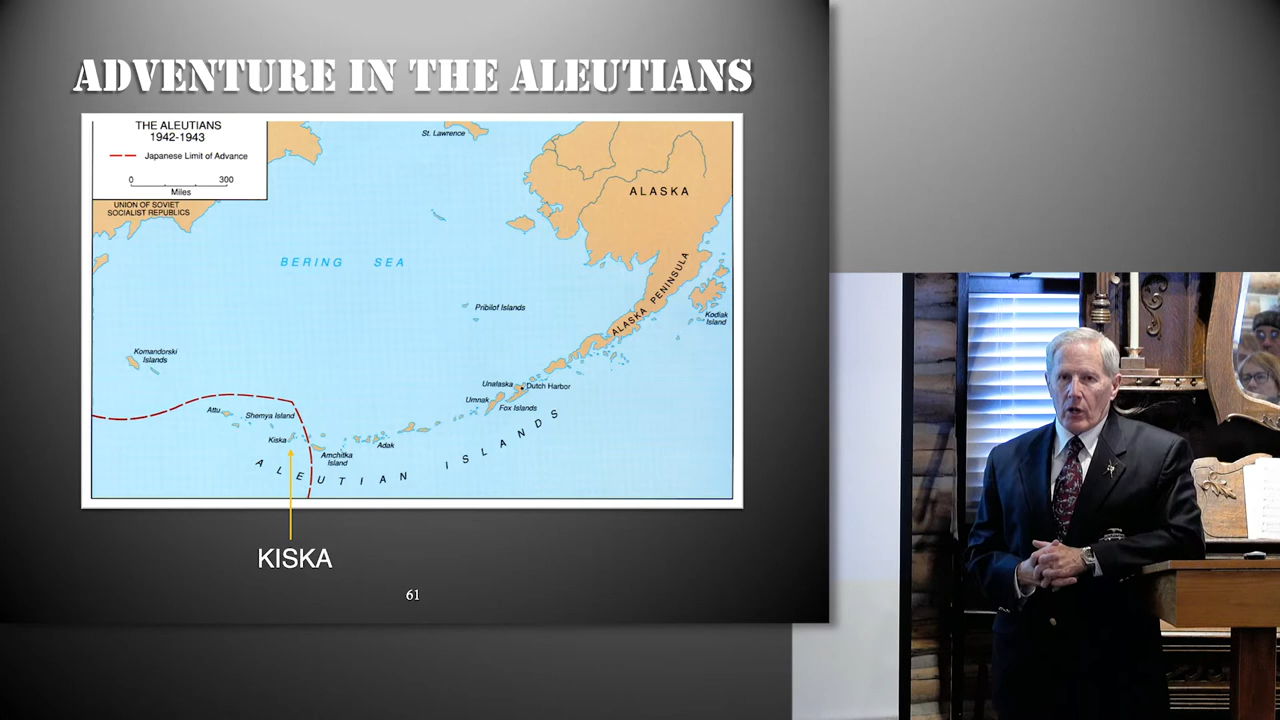 ADVENTURE IN THE ALEUTIANS
THE ALEUTIANS
1942-1943
Japanese Limit of Advance
0 300
Miles
UNION OF SOVIET
SOCIALIST REPUBLICS
St. Lawrence
ALASKA
BERING SEA
ALASKA PENINSULA
Pribilof Islands
Kodiak
Island
Komandorski
Islands
Unalaska
Dutch Harbor
Umnak
Fox Islands
Attu
Shemya Island
Kiska
Amchitka
Island
Adak
ALEUTIAN ISLANDS
KISKA
61